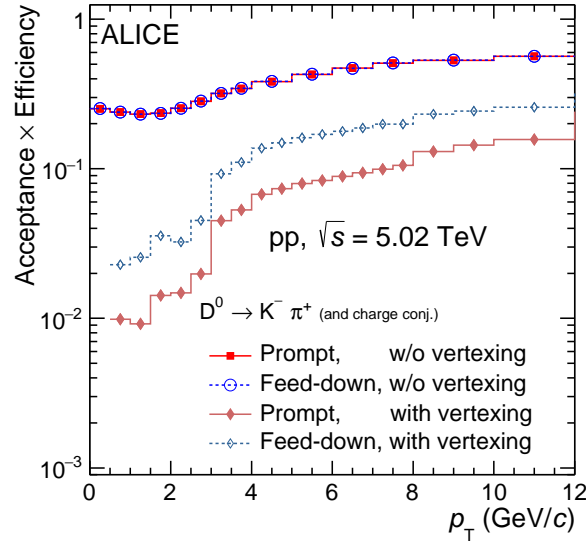 ALICE
1
10⁻¹
10⁻²
10⁻³
Acceptance × Efficiency
pp, √s = 5.02 TeV
D⁰ → K⁻ π⁺ (and charge conj.)
Prompt, w/o vertexing
Feed-down, w/o vertexing
Prompt, with vertexing
Feed-down, with vertexing
0 2 4 6 8 10 12
p_T (GeV/c)